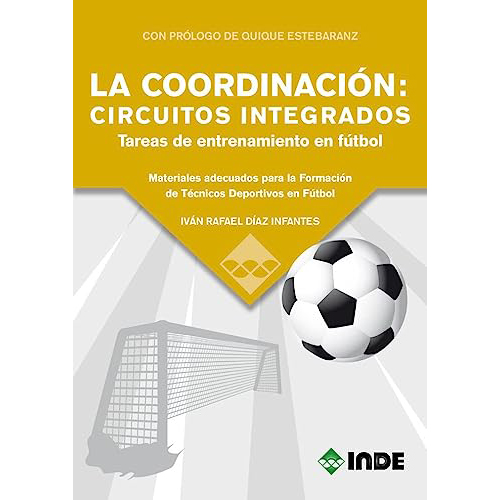 CON PRÓLOGO DE QUIQUE ESTEBARANZ
LA COORDINACIÓN:
CIRCUITOS INTEGRADOS
Tareas de entrenamiento en fútbol
Materiales adecuados para la Formación
de Técnicos Deportivos en Fútbol
IVÁN RAFAEL DÍAZ INFANTES
INDE